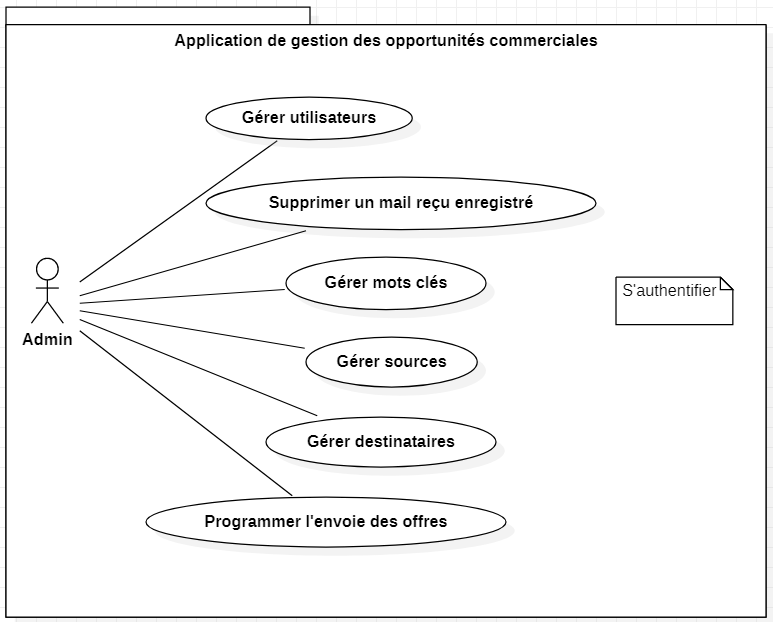 Application de gestion des opportunités commerciales
Gérer utilisateurs
Supprimer un mail reçu enregistré
Gérer mots clés
S'authentifier
Admin
Gérer sources
Gérer destinataires
Programmer l'envoie des offres